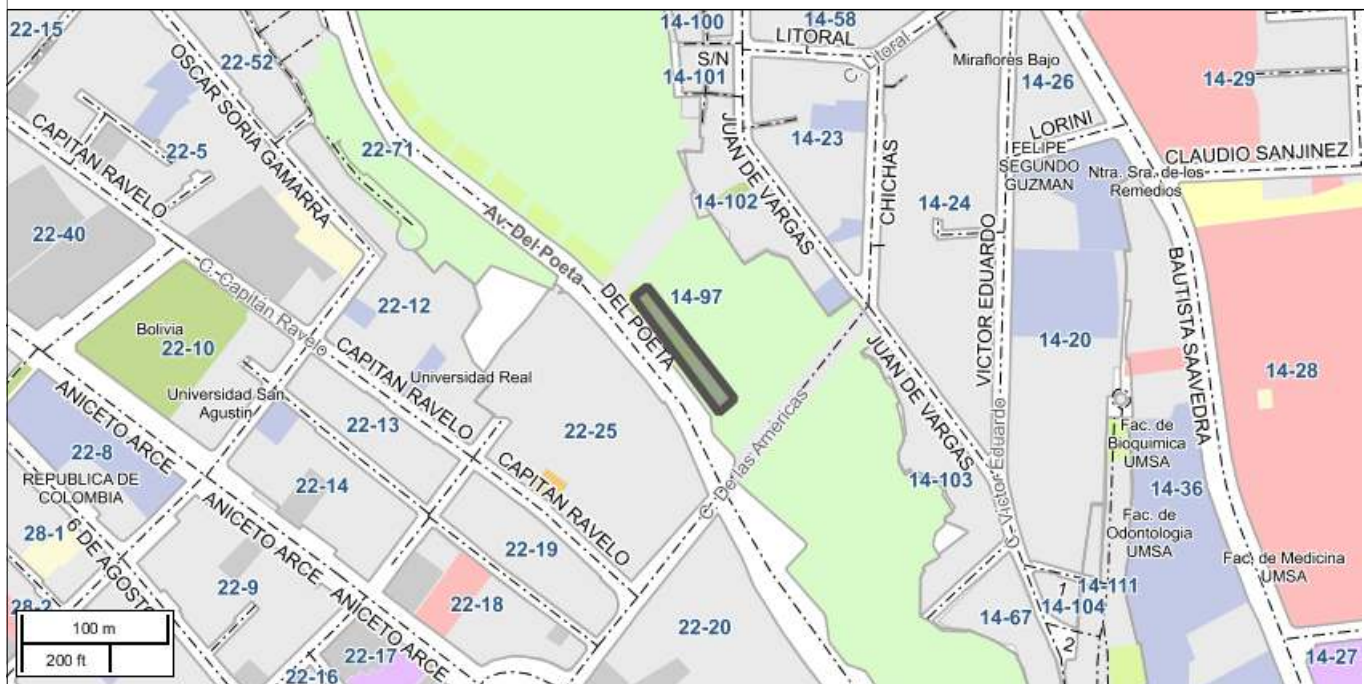 22-15
14-100
14-58
LITORAL
C. Litoral
OSCAR SORIA GAMARRA
22-52
S/N
14-101
Miraflores Bajo
14-26
14-29
CAPITAN RAVELO
22-5
22-71
JUAN DE VARGAS
14-23
LORINI
FELIPE
SEGUNDO
GUZMAN
CLAUDIO SANJINEZ
Ntra. Sra. de los
Remedios
CHICHAS
14-102
14-24
22-40
Av. Del Poeta
VICTOR EDUARDO
BAUTISTA SAAVEDRA
C. Capitán Ravelo
22-12
DEL POETA
14-97
Bolivia
22-10
CAPITAN RAVELO
14-20
JUAN DE VARGAS
Universidad San
Agustin
Universidad Real
14-28
ANICETO ARCE
22-13
22-25
C. De las Américas
C. Victor Eduardo
22-8
REPUBLICA DE
COLOMBIA
CAPITAN RAVELO
Fac. de
Bioquimica
UMSA
22-14
14-103
14-36
ANICETO ARCE
28-1
6 DE AGOSTO
Fac. de
Odontologia
UMSA
22-19
Fac. de Medicina
UMSA
22-9
ANICETO ARCE
1
14-111
14-104
28-2
22-18
14-67
100 m
22-20
2
200 ft
22-17
14-27
22-16